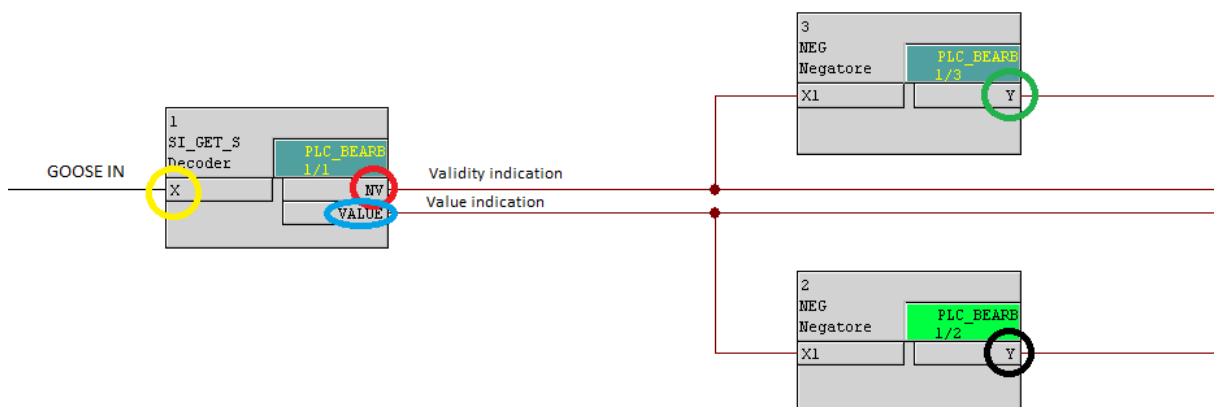 3
NEG
Negatore
PLC_BEARB
1/3
X1
Y
1
SI_GET_S
Decoder
PLC_BEARB
1/1
GOOSE IN
X
NV
VALUE
Validity indication
Value indication
2
NEG
Negatore
PLC_BEARB
1/2
X1
Y